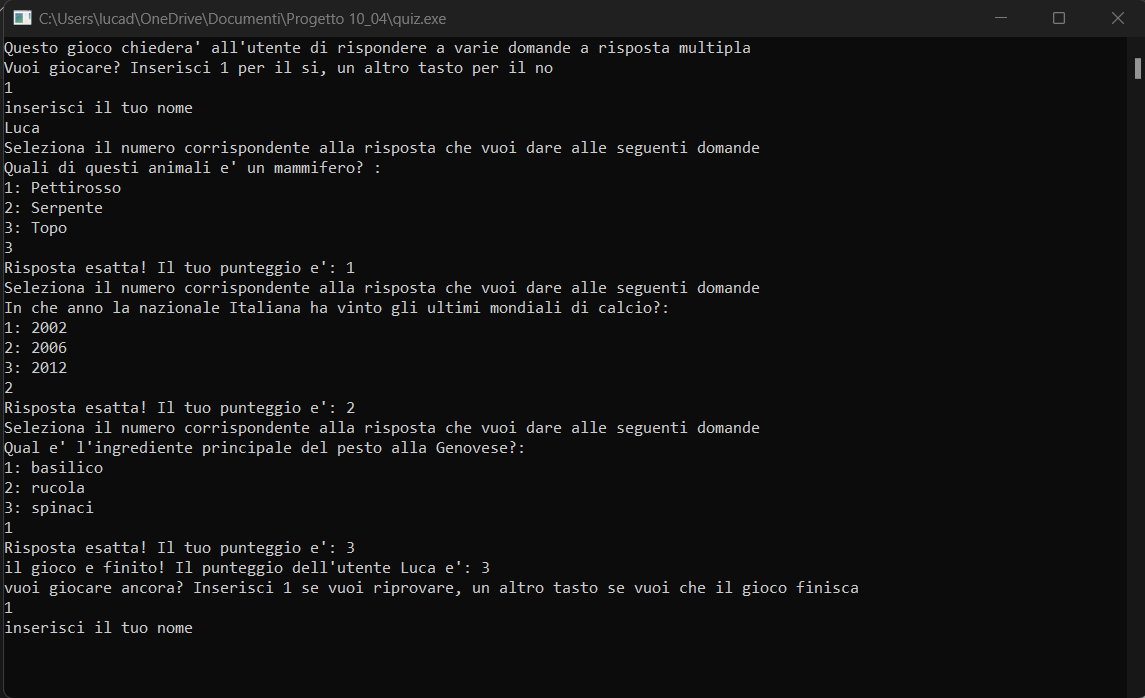 C:\Users\lucad\OneDrive\Documenti\Progetto 10_04\quiz.exe
Questo gioco chiedera' all'utente di rispondere a varie domande a risposta multipla
Vuoi giocare? Inserisci 1 per il si, un altro tasto per il no
1
inserisci il tuo nome
Luca
Seleziona il numero corrispondente alla risposta che vuoi dare alle seguenti domande
Quali di questi animali e' un mammifero? :
1: Pettirosso
2: Serpente
3: Topo
3
Risposta esatta! Il tuo punteggio e': 1
Seleziona il numero corrispondente alla risposta che vuoi dare alle seguenti domande
In che anno la nazionale Italiana ha vinto gli ultimi mondiali di calcio?:
1: 2002
2: 2006
3: 2012
2
Risposta esatta! Il tuo punteggio e': 2
Seleziona il numero corrispondente alla risposta che vuoi dare alle seguenti domande
Qual e' l'ingrediente principale del pesto alla Genovese?:
1: basilico
2: rucola
3: spinaci
1
Risposta esatta! Il tuo punteggio e': 3
il gioco e finito! Il punteggio dell'utente Luca e': 3
vuoi giocare ancora? Inserisci 1 se vuoi riprovare, un altro tasto se vuoi che il gioco finisca
1
inserisci il tuo nome